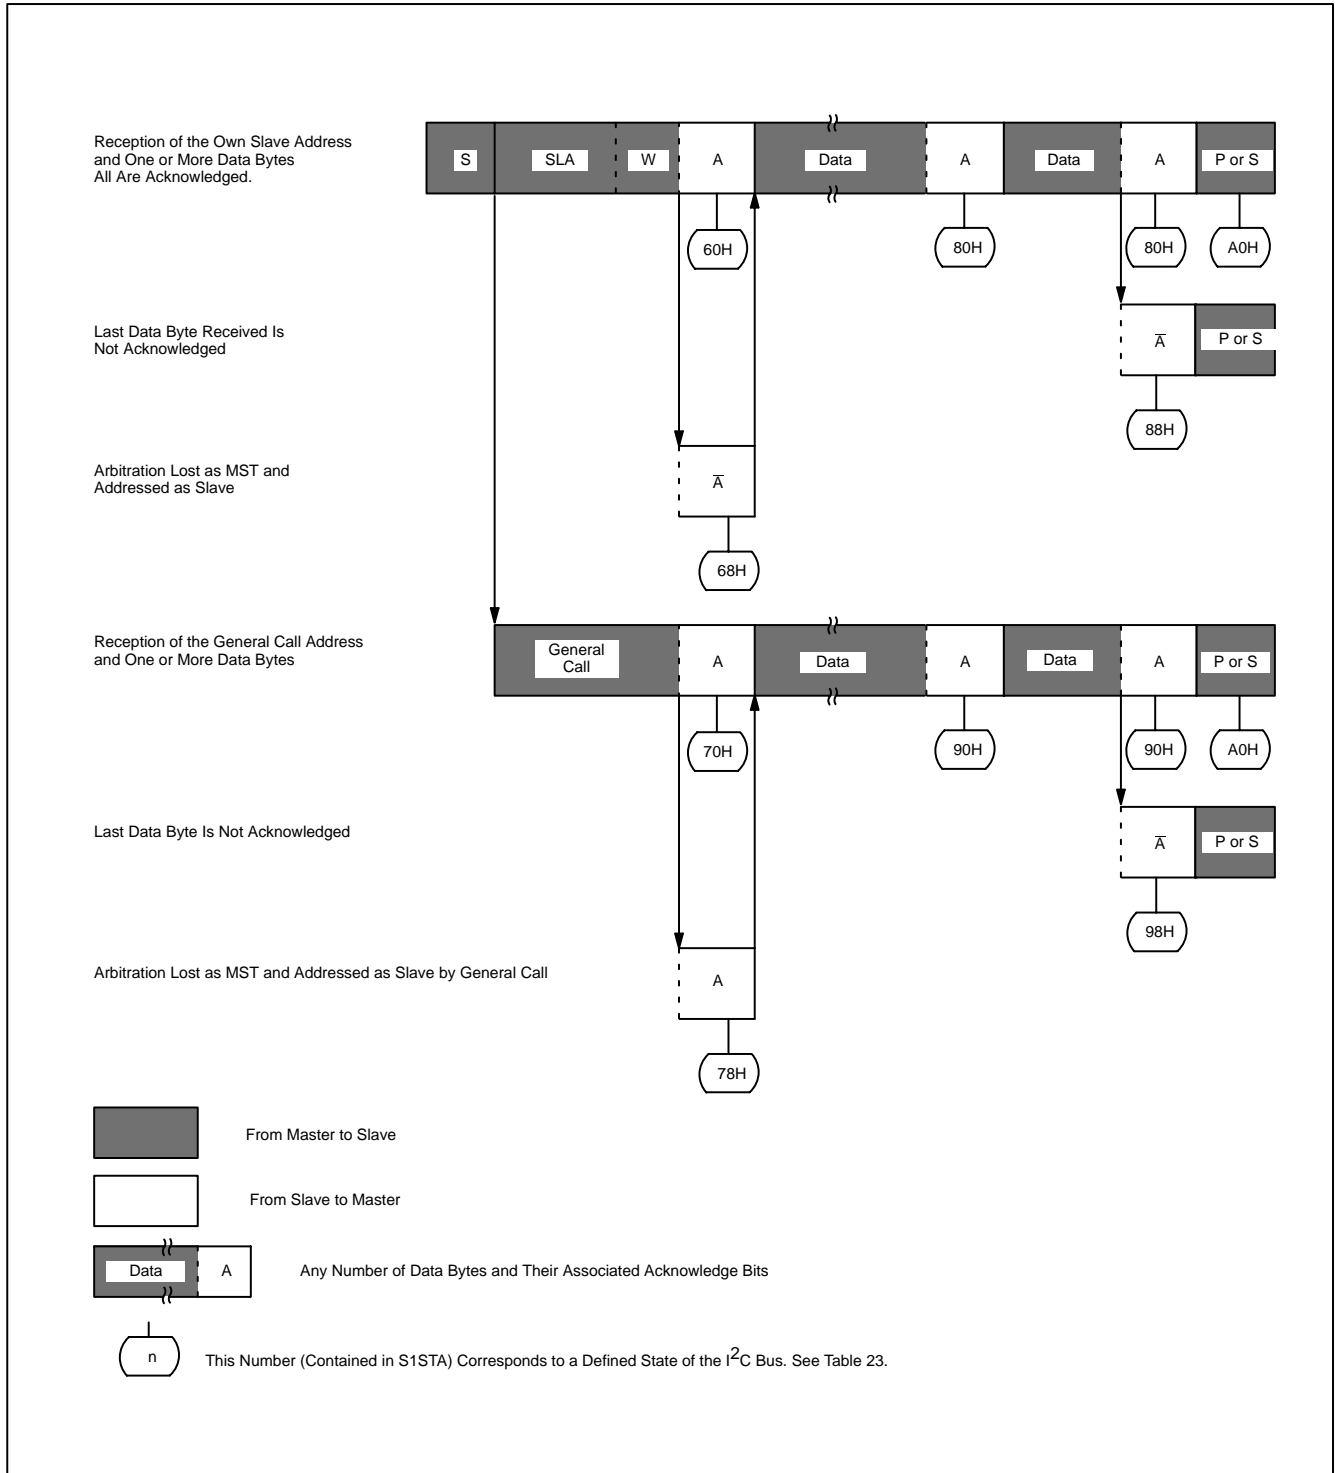 Reception of the Own Slave Address
and One or More Data Bytes
All Are Acknowledged.
S SLA W A Data A Data A P or S
60H 80H 80H A0H
Last Data Byte Received Is
Not Acknowledged
A̅ P or S
88H
Arbitration Lost as MST and
Addressed as Slave
A̅
68H
Reception of the General Call Address
and One or More Data Bytes
General
Call
A Data A Data A P or S
70H 90H 90H A0H
Last Data Byte Is Not Acknowledged
A̅ P or S
98H
Arbitration Lost as MST and Addressed as Slave by General Call
A
78H
From Master to Slave
From Slave to Master
Data A Any Number of Data Bytes and Their Associated Acknowledge Bits
n This Number (Contained in S1STA) Corresponds to a Defined State of the I²C Bus. See Table 23.